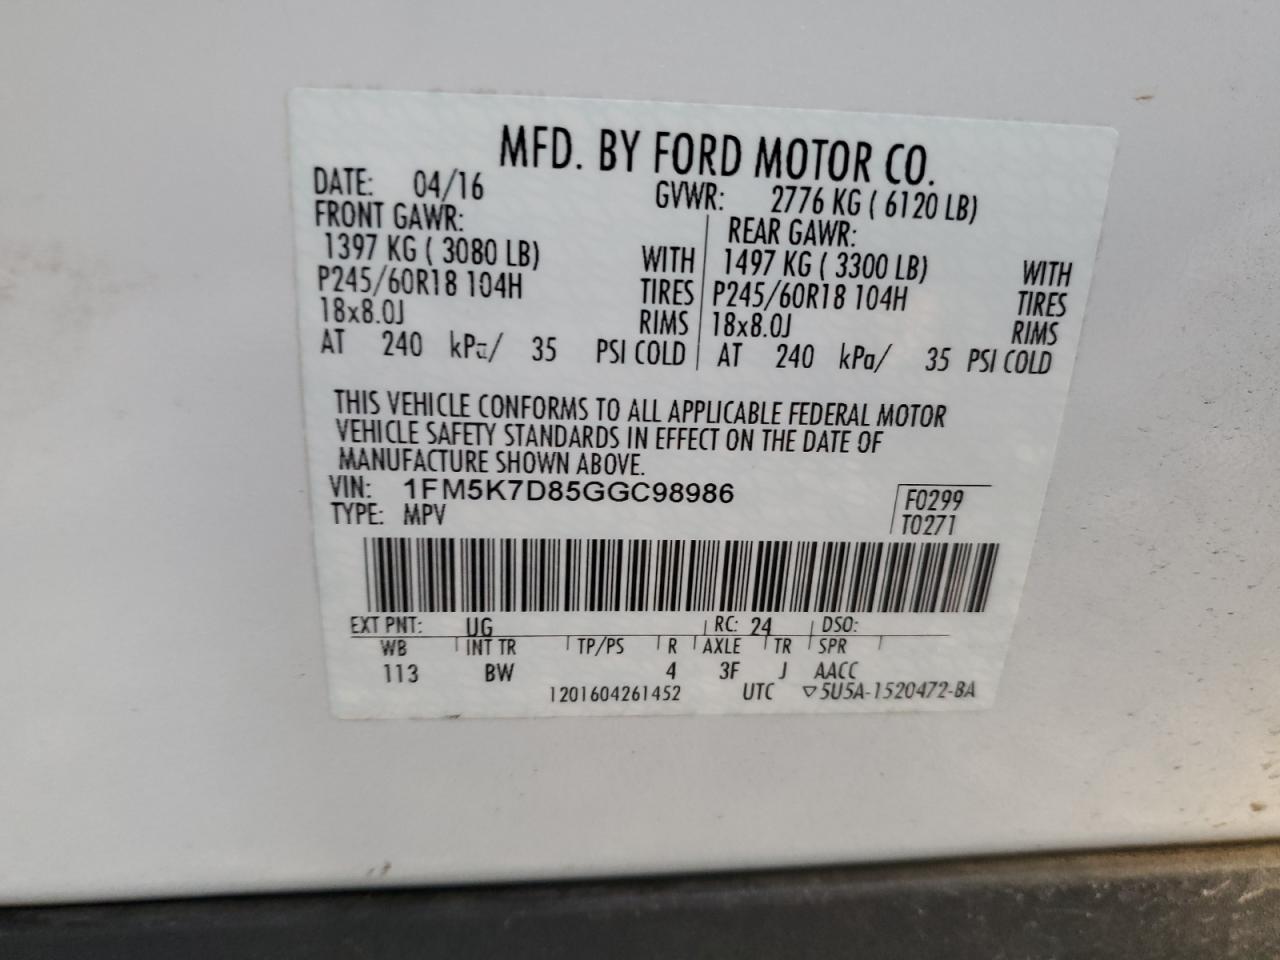 MFD. BY FORD MOTOR CO.
DATE: 04/16 GVWR: 2776 KG ( 6120 LB)
FRONT GAWR: REAR GAWR:
1397 KG ( 3080 LB) WITH 1497 KG ( 3300 LB) WITH
P245/60R18 104H TIRES P245/60R18 104H TIRES
18x8.0J RIMS 18x8.0J RIMS
AT 240 kPa/ 35 PSI COLD AT 240 kPa/ 35 PSI COLD
THIS VEHICLE CONFORMS TO ALL APPLICABLE FEDERAL MOTOR
VEHICLE SAFETY STANDARDS IN EFFECT ON THE DATE OF
MANUFACTURE SHOWN ABOVE.
VIN: 1FM5K7D85GGC98986 F0299
TYPE: MPV T0271
EXT PNT: UG RC: 24 DSO:
WB INT TR TP/PS R AXLE TR SPR
113 BW 4 3F J AACC
1201604261452 UTC ▽5U5A-1520472-BA